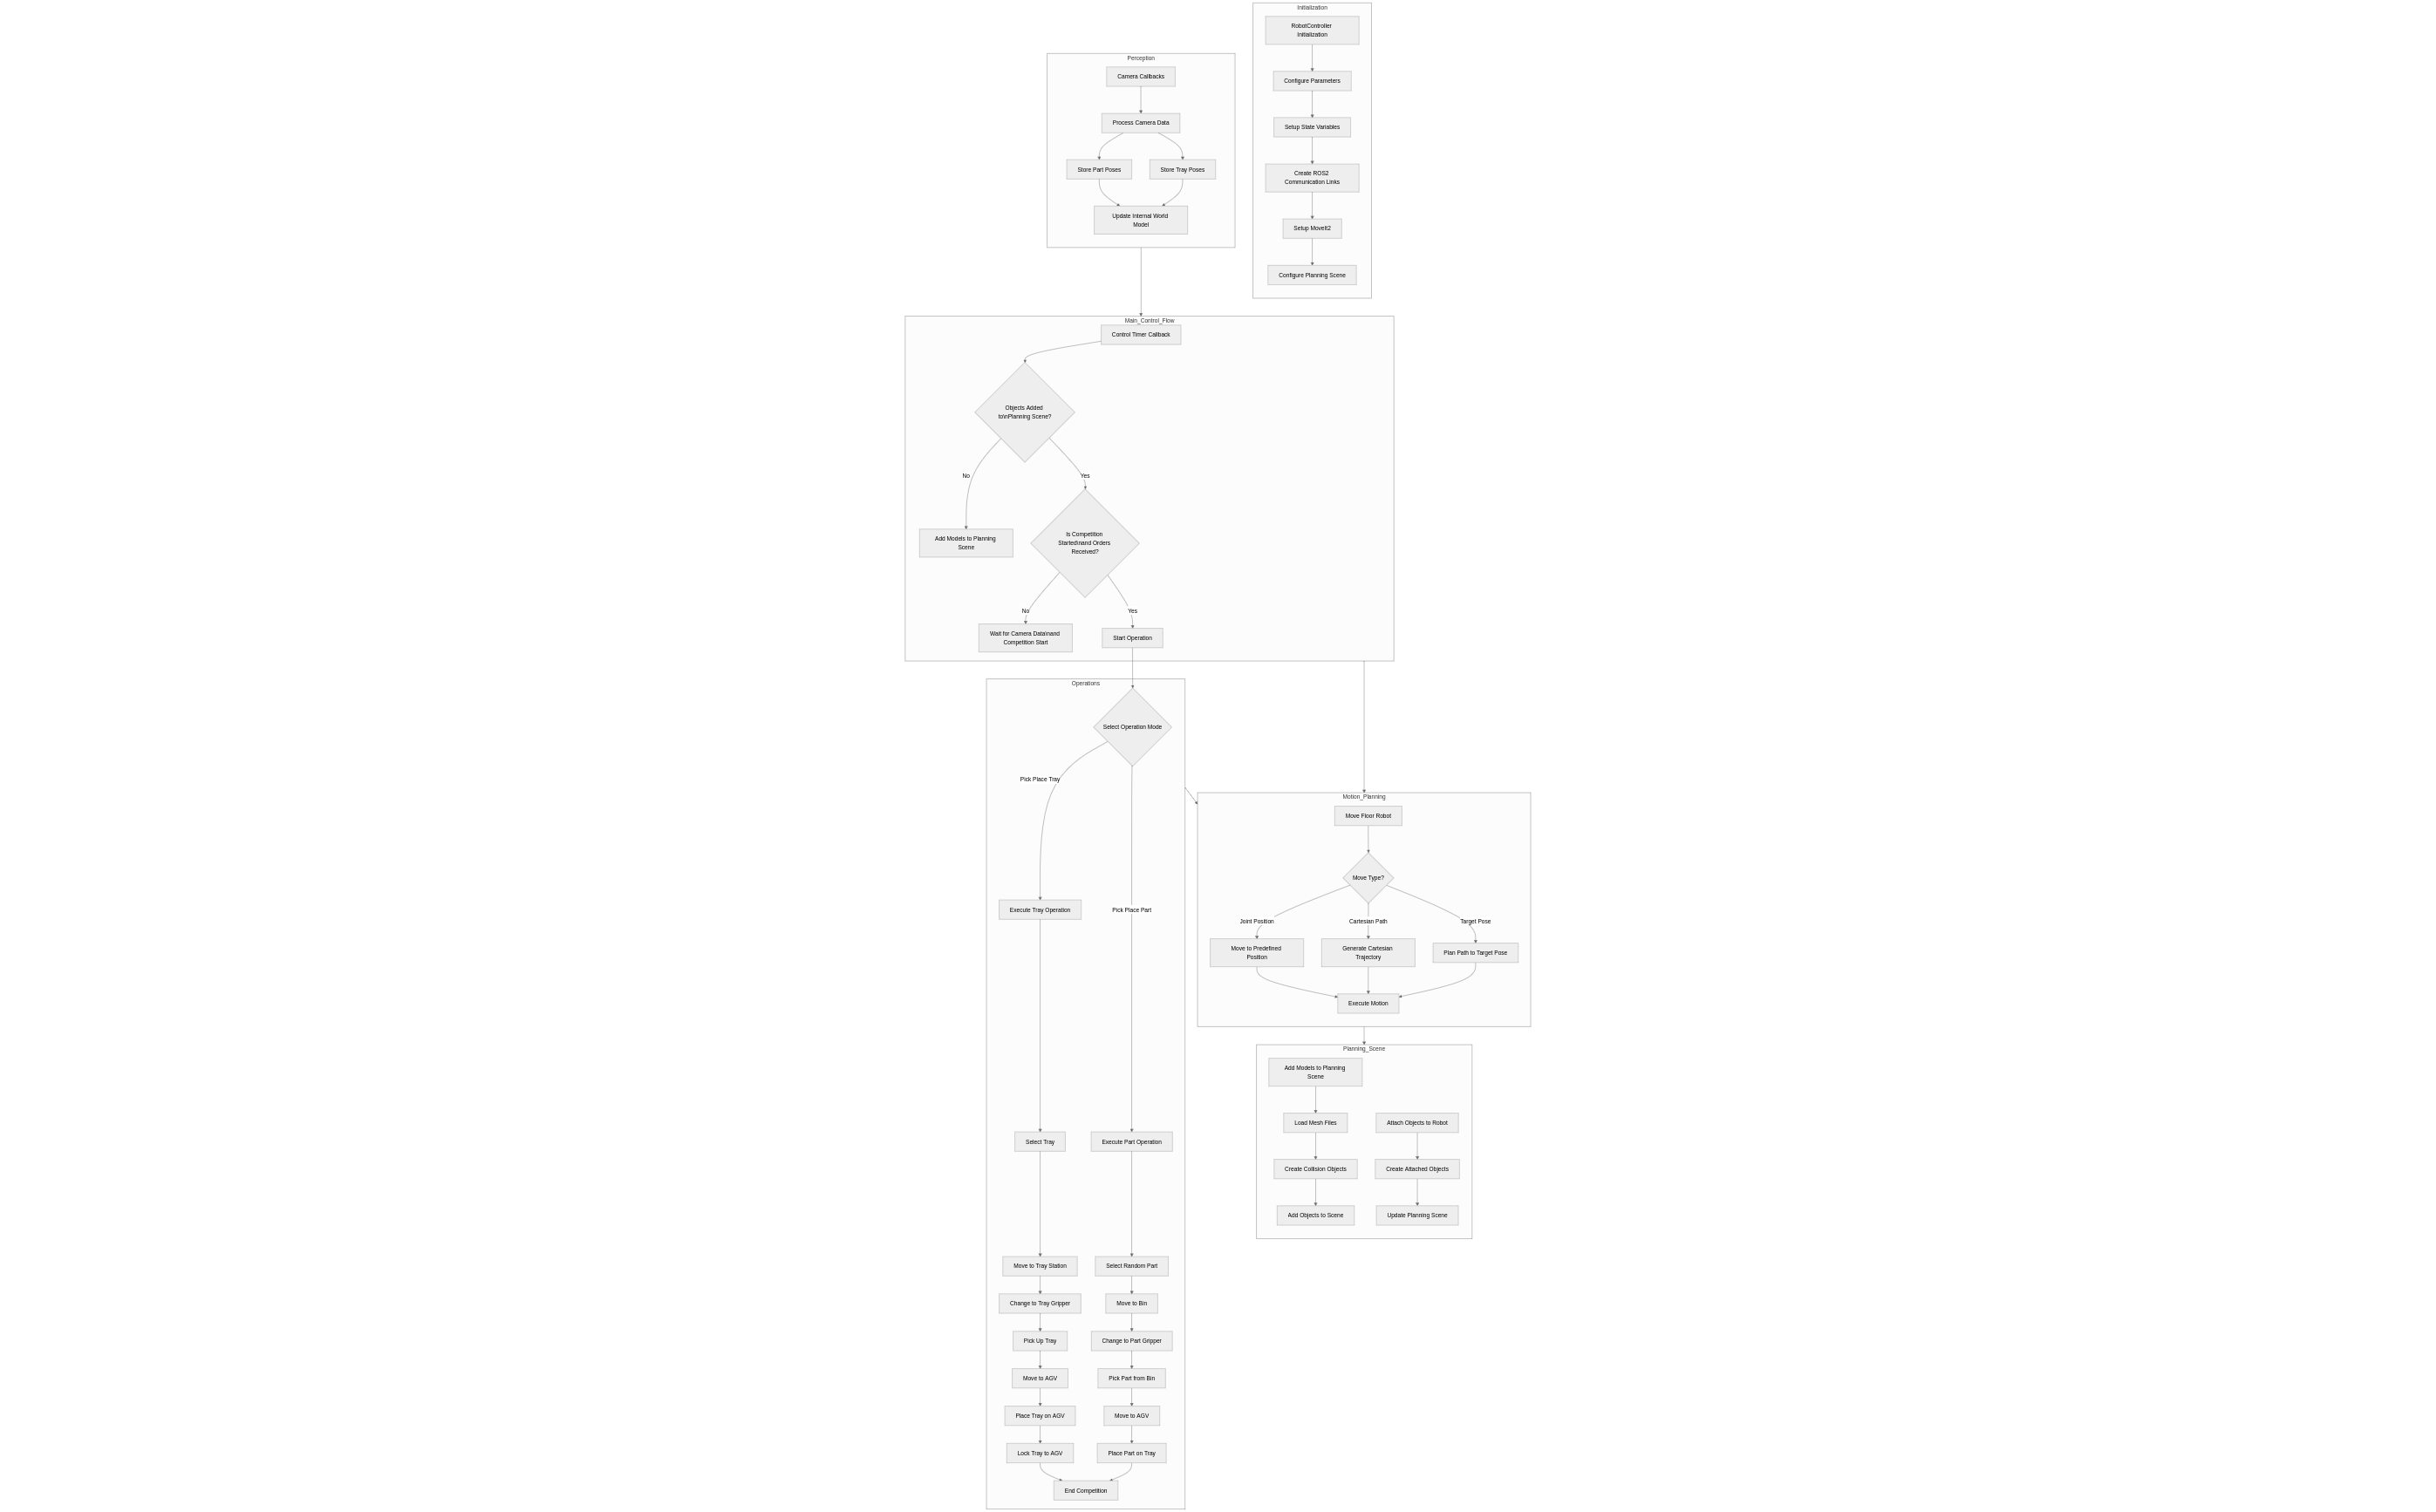 Initialization
RobotController
Initialization
Configure Parameters
Setup State Variables
Create ROS2
Communication Links
Setup MoveIt2
Configure Planning Scene
Perception
Camera Callbacks
Process Camera Data
Store Part Poses
Store Tray Poses
Update Internal World
Model
Main_Control_Flow
Control Timer Callback
Objects Added
to\nPlanning Scene?
No
Yes
Add Models to Planning
Scene
Is Competition
Started\nand Orders
Received?
No
Yes
Wait for Camera Data\nand
Competition Start
Start Operation
Operations
Select Operation Mode
Pick Place Tray
Pick Place Part
Execute Tray Operation
Select Tray
Execute Part Operation
Move to Tray Station
Select Random Part
Change to Tray Gripper
Move to Bin
Pick Up Tray
Change to Part Gripper
Move to AGV
Pick Part from Bin
Place Tray on AGV
Move to AGV
Lock Tray to AGV
Place Part on Tray
End Competition
Motion_Planning
Move Floor Robot
Move Type?
Joint Position
Cartesian Path
Target Pose
Move to Predefined
Position
Generate Cartesian
Trajectory
Plan Path to Target Pose
Execute Motion
Planning_Scene
Add Models to Planning
Scene
Load Mesh Files
Attach Objects to Robot
Create Collision Objects
Create Attached Objects
Add Objects to Scene
Update Planning Scene